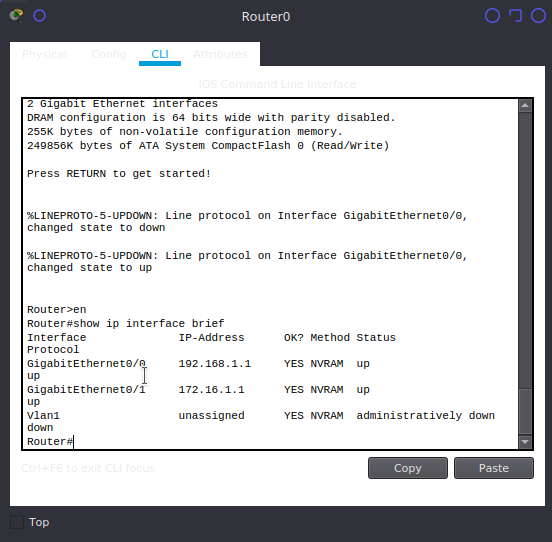 Router0
Physical Config CLI Attributes
IOS Command Line Interface
2 Gigabit Ethernet interfaces
DRAM configuration is 64 bits wide with parity disabled.
255K bytes of non-volatile configuration memory.
249856K bytes of ATA System CompactFlash 0 (Read/Write)
Press RETURN to get started!
%LINEPROTO-5-UPDOWN: Line protocol on Interface GigabitEthernet0/0,
changed state to down
%LINEPROTO-5-UPDOWN: Line protocol on Interface GigabitEthernet0/0,
changed state to up
Router>en
Router#show ip interface brief
Interface IP-Address OK? Method Status
Protocol
GigabitEthernet0/0 192.168.1.1 YES NVRAM up
up
GigabitEthernet0/1 172.16.1.1 YES NVRAM up
up
Vlan1 unassigned YES NVRAM administratively down
down
Router#
Ctrl+F6 to exit CLI focus
Copy Paste
Top